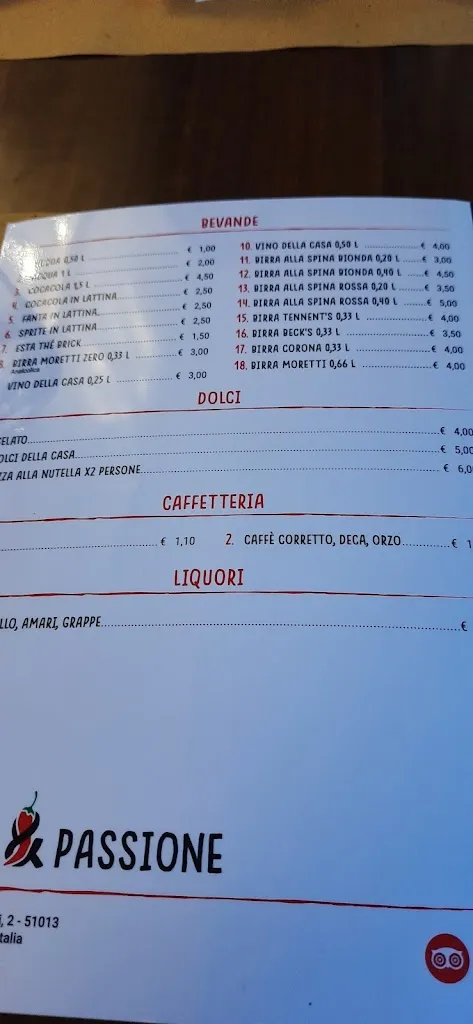 BEVANDE
ACQUA 0,50 L € 1,00
ACQUA 1 L € 2,00
3. COCACOLA 1,5 L € 4,50
4. COCACOLA IN LATTINA € 2,50
5. FANTA IN LATTINA € 2,50
6. SPRITE IN LATTINA € 2,50
7. ESTA THÉ BRICK € 1,50
8. BIRRA MORETTI ZERO 0,33 L € 3,00
Analcolica
VINO DELLA CASA 0,25 L € 3,00
10. VINO DELLA CASA 0,50 L € 4,00
11. BIRRA ALLA SPINA BIONDA 0,20 L € 3,00
12. BIRRA ALLA SPINA BIONDA 0,40 L € 4,50
13. BIRRA ALLA SPINA ROSSA 0,20 L € 3,50
14. BIRRA ALLA SPINA ROSSA 0,40 L € 5,00
15. BIRRA TENNENT'S 0,33 L € 4,00
16. BIRRA BECK'S 0,33 L € 3,50
17. BIRRA CORONA 0,33 L € 4,00
18. BIRRA MORETTI 0,66 L € 4,00
DOLCI
GELATO € 4,00
OLCI DELLA CASA € 5,00
ZZA ALLA NUTELLA X2 PERSONE € 6,0
CAFFETTERIA
€ 1,10
2. CAFFÈ CORRETTO, DECA, ORZO € 1
LIQUORI
LLO, AMARI, GRAPPE €
& PASSIONE
, 2 - 51013
talia